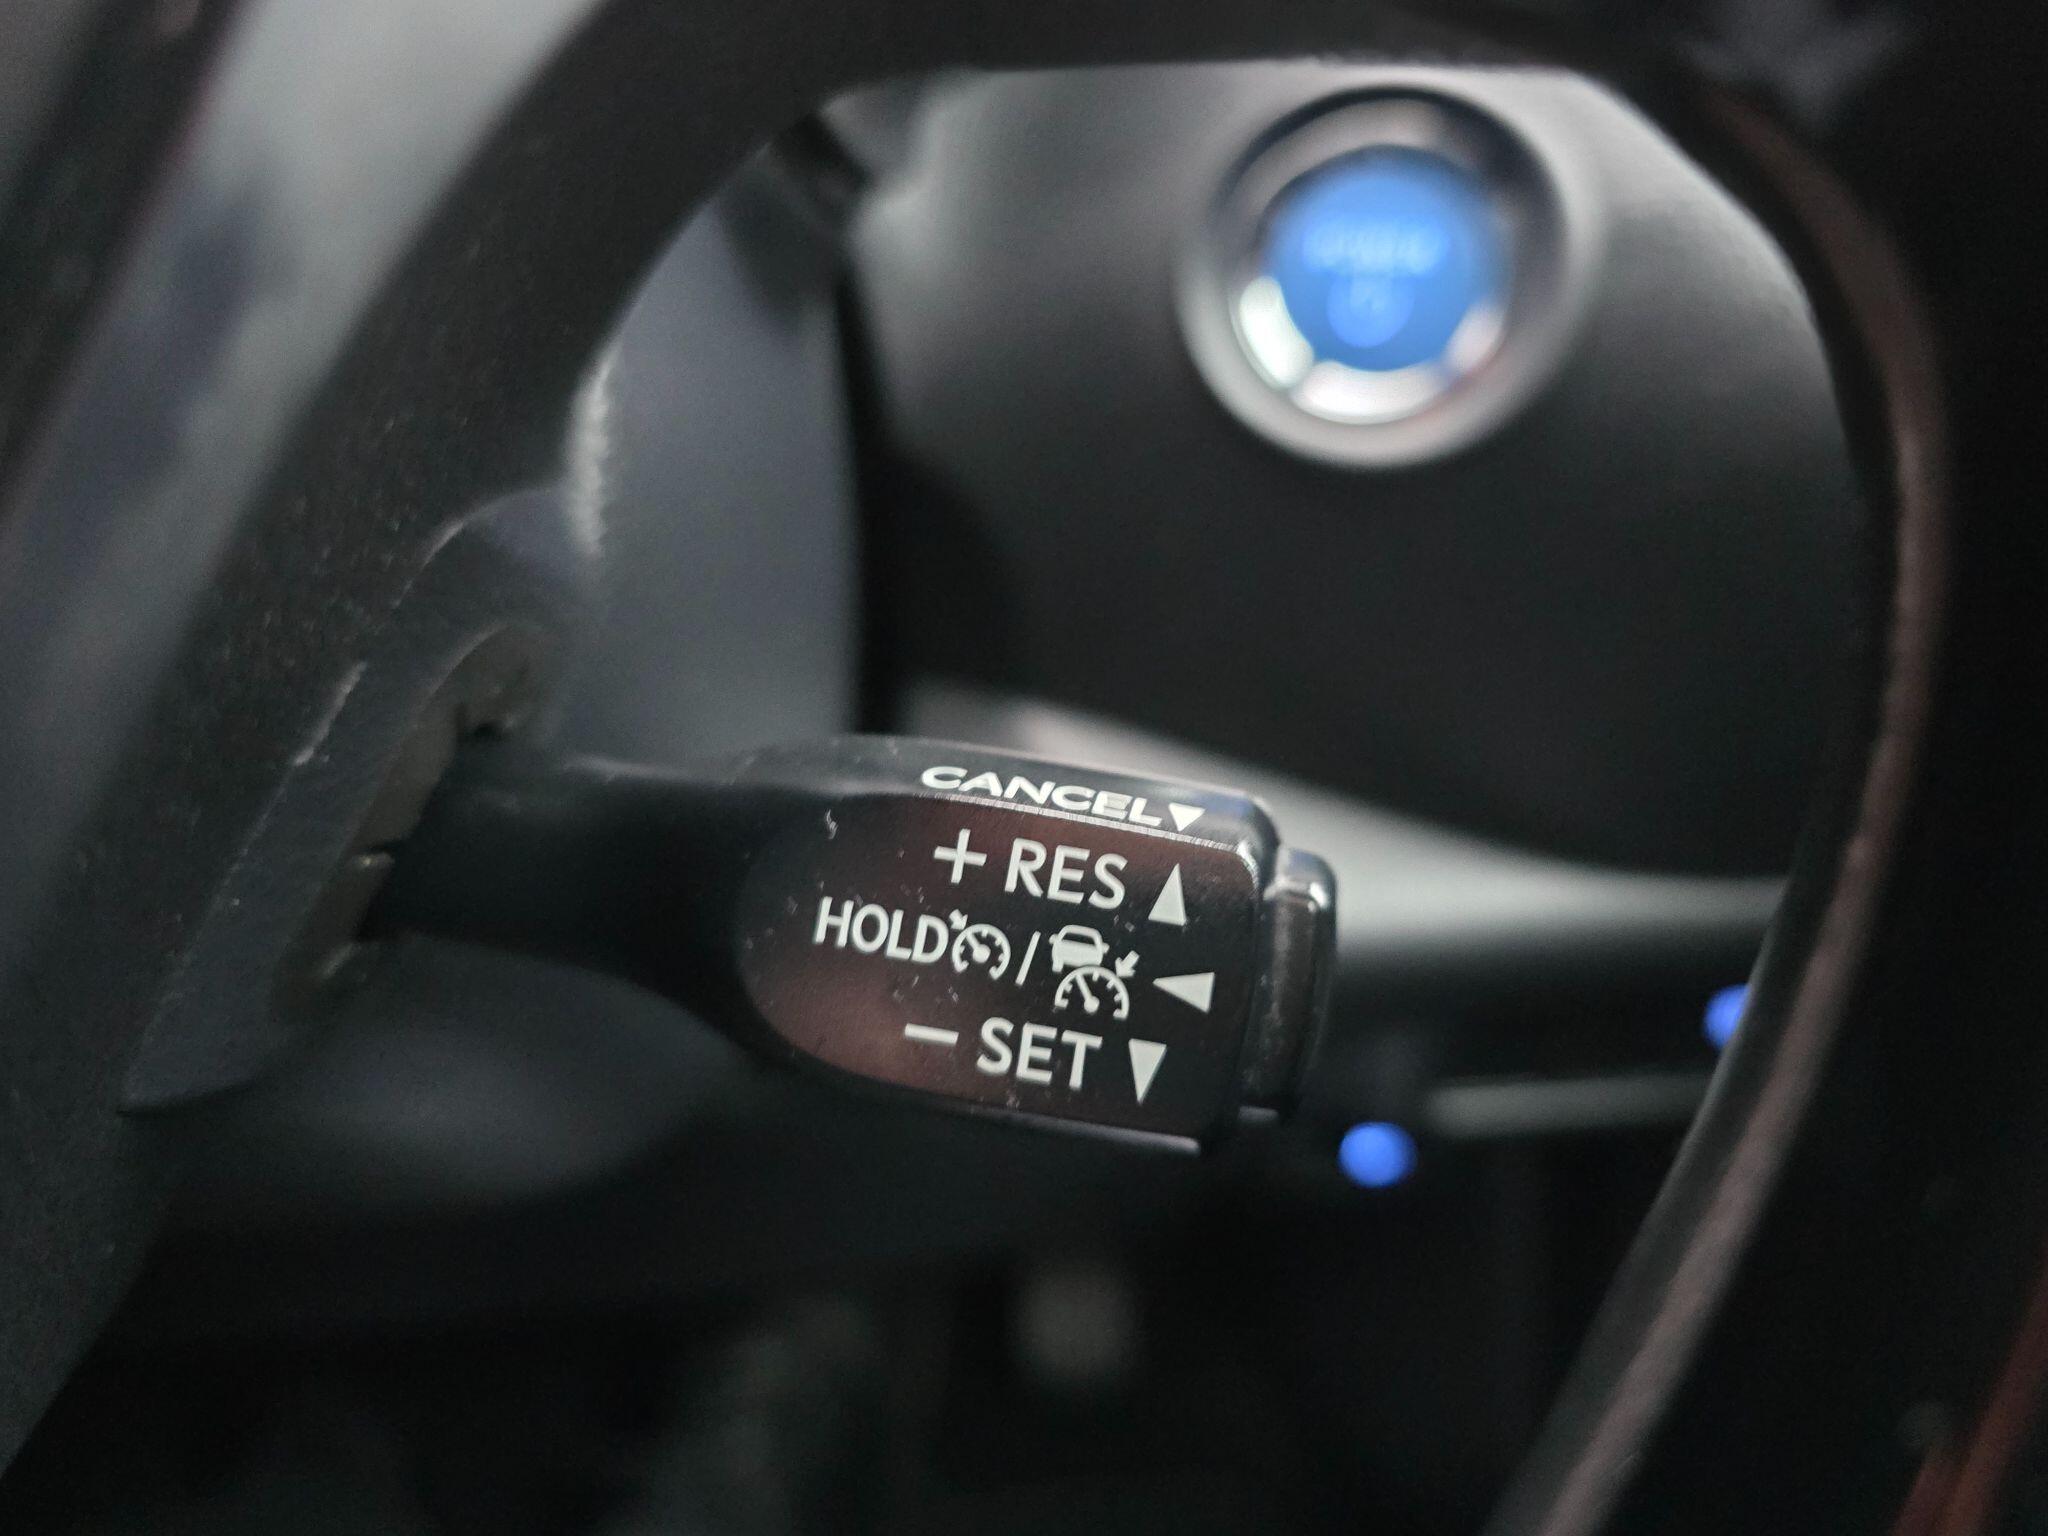 CANCEL▼
+ RES ▲
HOLD / ◀
− SET ▼